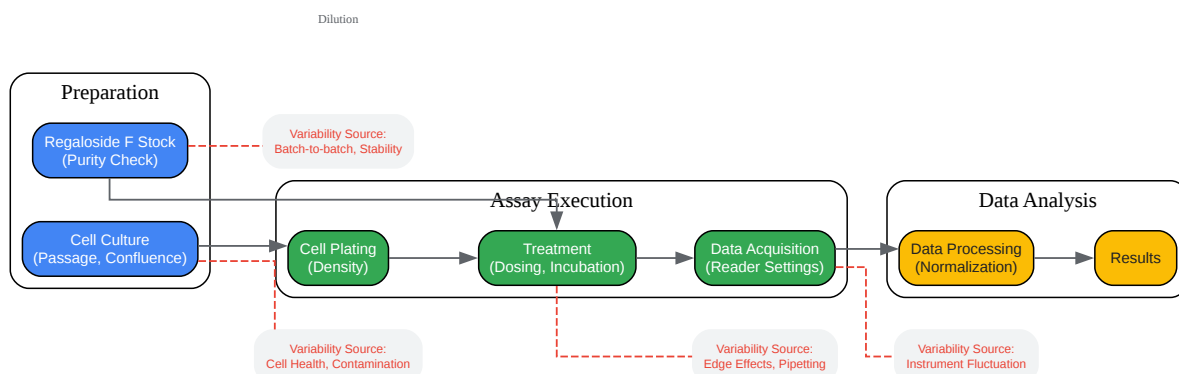 Dilution
Preparation
Regaloside F Stock
(Purity Check)
Variability Source:
Batch-to-batch, Stability
Cell Culture
(Passage, Confluence)
Assay Execution
Cell Plating
(Density)
Treatment
(Dosing, Incubation)
Data Acquisition
(Reader Settings)
Data Analysis
Data Processing
(Normalization)
Results
Variability Source:
Cell Health, Contamination
Variability Source:
Edge Effects, Pipetting
Variability Source:
Instrument Fluctuation